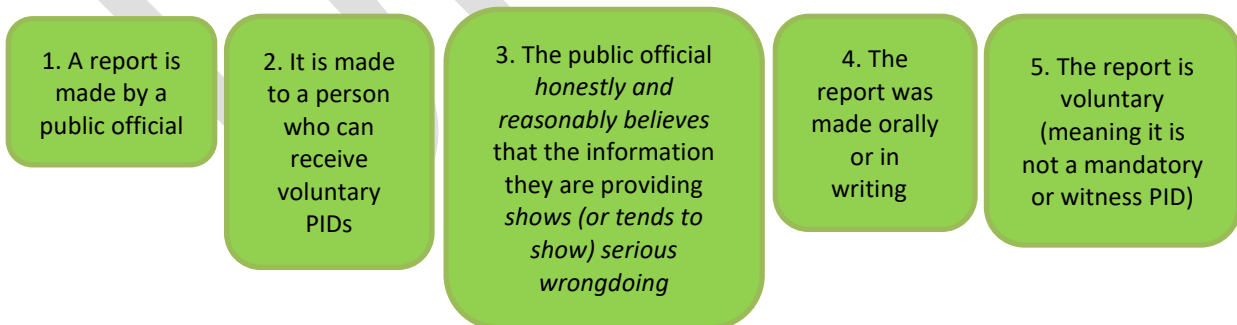 1. A report is
made by a
public official
2. It is made
to a person
who can
receive
voluntary
PIDs
3. The public official
honestly and
reasonably believes
that the information
they are providing
shows (or tends to
show) serious
wrongdoing
4. The
report was
made orally
or in
writing
5. The report is
voluntary
(meaning it is
not a mandatory
or witness PID)